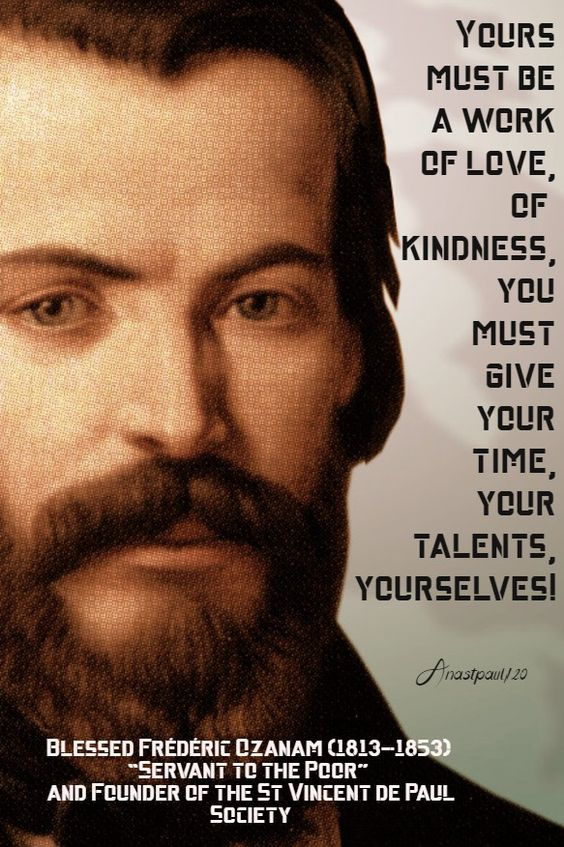 YOURS
MUST BE
A WORK
OF LOVE,
OF
KINDNESS,
YOU
MUST
GIVE
YOUR
TIME,
YOUR
TALENTS,
YOURSELVES!
Anastpaul/20
BLESSED FRÉDÉRIC OZANAM (1813–1853)
“SERVANT TO THE POOR”
AND FOUNDER OF THE ST VINCENT DE PAUL
SOCIETY